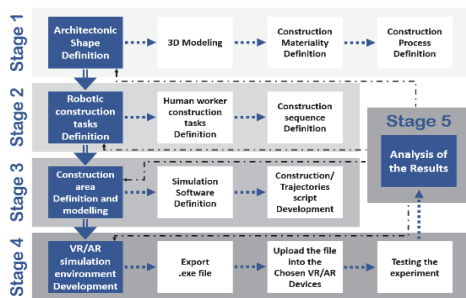 Stage 1
Architectonic
Shape
Definition
3D Modeling
Construction
Materiality
Definition
Construction
Process
Definition
Stage 2
Robotic
construction
tasks
Definition
Human worker
construction
tasks
Definition
Construction
sequence
Definition
Stage 3
Construction
area
Definition and
modelling
Simulation
Software
Definition
Construction/
Trajectories
script
Development
Stage 4
VR/AR
simulation
environment
Development
Export
.exe file
Upload the file
into the
Chosen VR/AR
Devices
Testing the
experiment
Stage 5
Analysis of
the Results